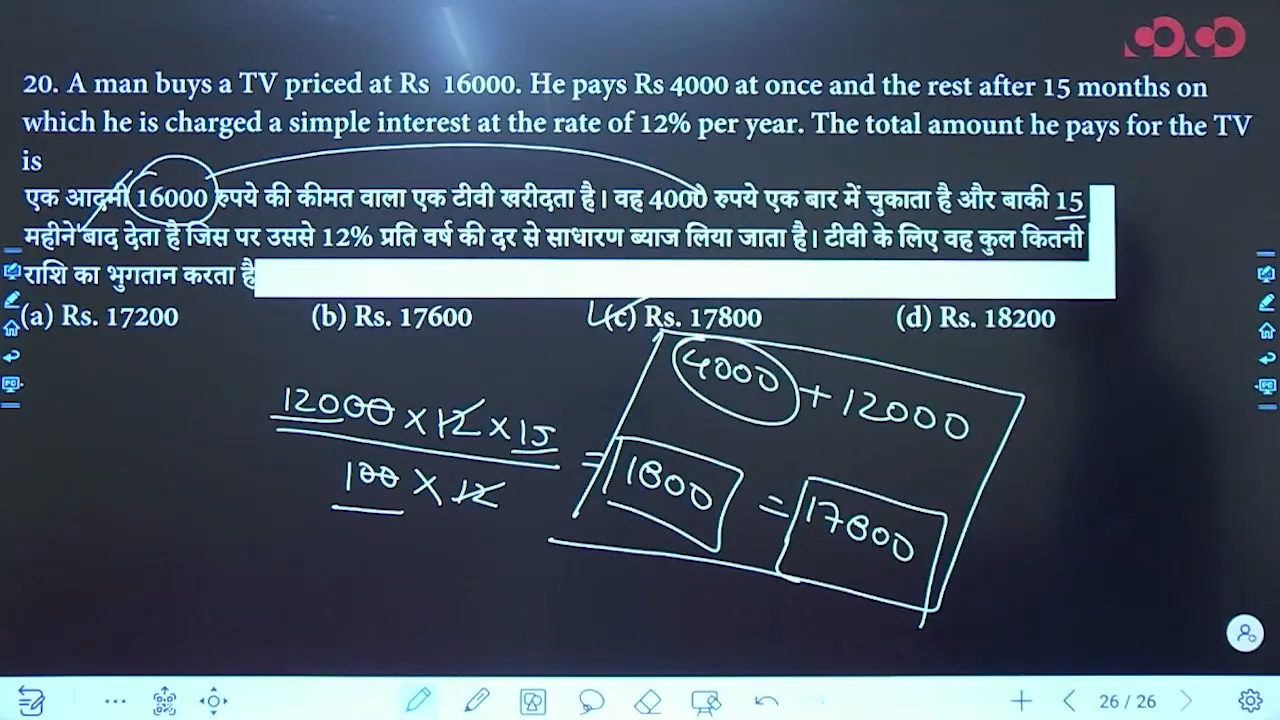 20. A man buys a TV priced at Rs 16000. He pays Rs 4000 at once and the rest after 15 months on
which he is charged a simple interest at the rate of 12% per year. The total amount he pays for the TV
is
एक आदमी 16000 रुपये की कीमत वाला एक टीवी खरीदता है। वह 4000 रुपये एक बार में चुकाता है और बाकी 15
महीने बाद देता है जिस पर उससे 12% प्रति वर्ष की दर से साधारण ब्याज लिया जाता है। टीवी के लिए वह कुल कितनी
राशि का भुगतान करता है
(a) Rs. 17200 (b) Rs. 17600 (c) Rs. 17800 (d) Rs. 18200
4000 + 12000
12000 × 12 × 15
100 × 12
= 1800 = 17800
26 / 26